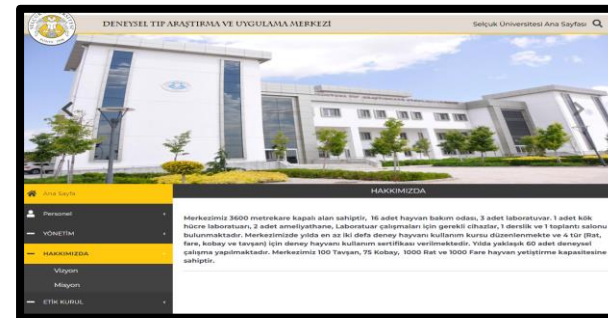 DENEYSEL TIP ARAŞTIRMA VE UYGULAMA MERKEZİ
Selçuk Üniversitesi Ana Sayfası
Ana Sayfa
Personel
YÖNETİM
HAKKIMIZDA
Vizyon
Misyon
ETİK KURUL
HAKKIMIZDA
Merkezimiz 3600 metrekare kapalı alan sahiptir, 16 adet hayvan bakım odası, 3 adet laboratuvar. 1 adet kök
hücre laboratuarı, 2 adet ameliyathane, Laboratuar çalışmaları için gerekli cihazlar, 1 derslik ve 1 toplantı salonu
bulunmaktadır. Merkezimizde yılda en az iki defa deney hayvanı kullanım kursu düzenlenmekte ve 4 tür (Rat,
fare, kobay ve tavşan) için deney hayvanı kullanım sertifikası verilmektedir. Yılda yaklaşık 60 adet deneysel
çalışma yapılmaktadır. Merkezimiz 100 Tavşan, 75 Kobay, 1000 Ret ve 1000 Fare hayvan yetiştirme kapasitesine
sahiptir.